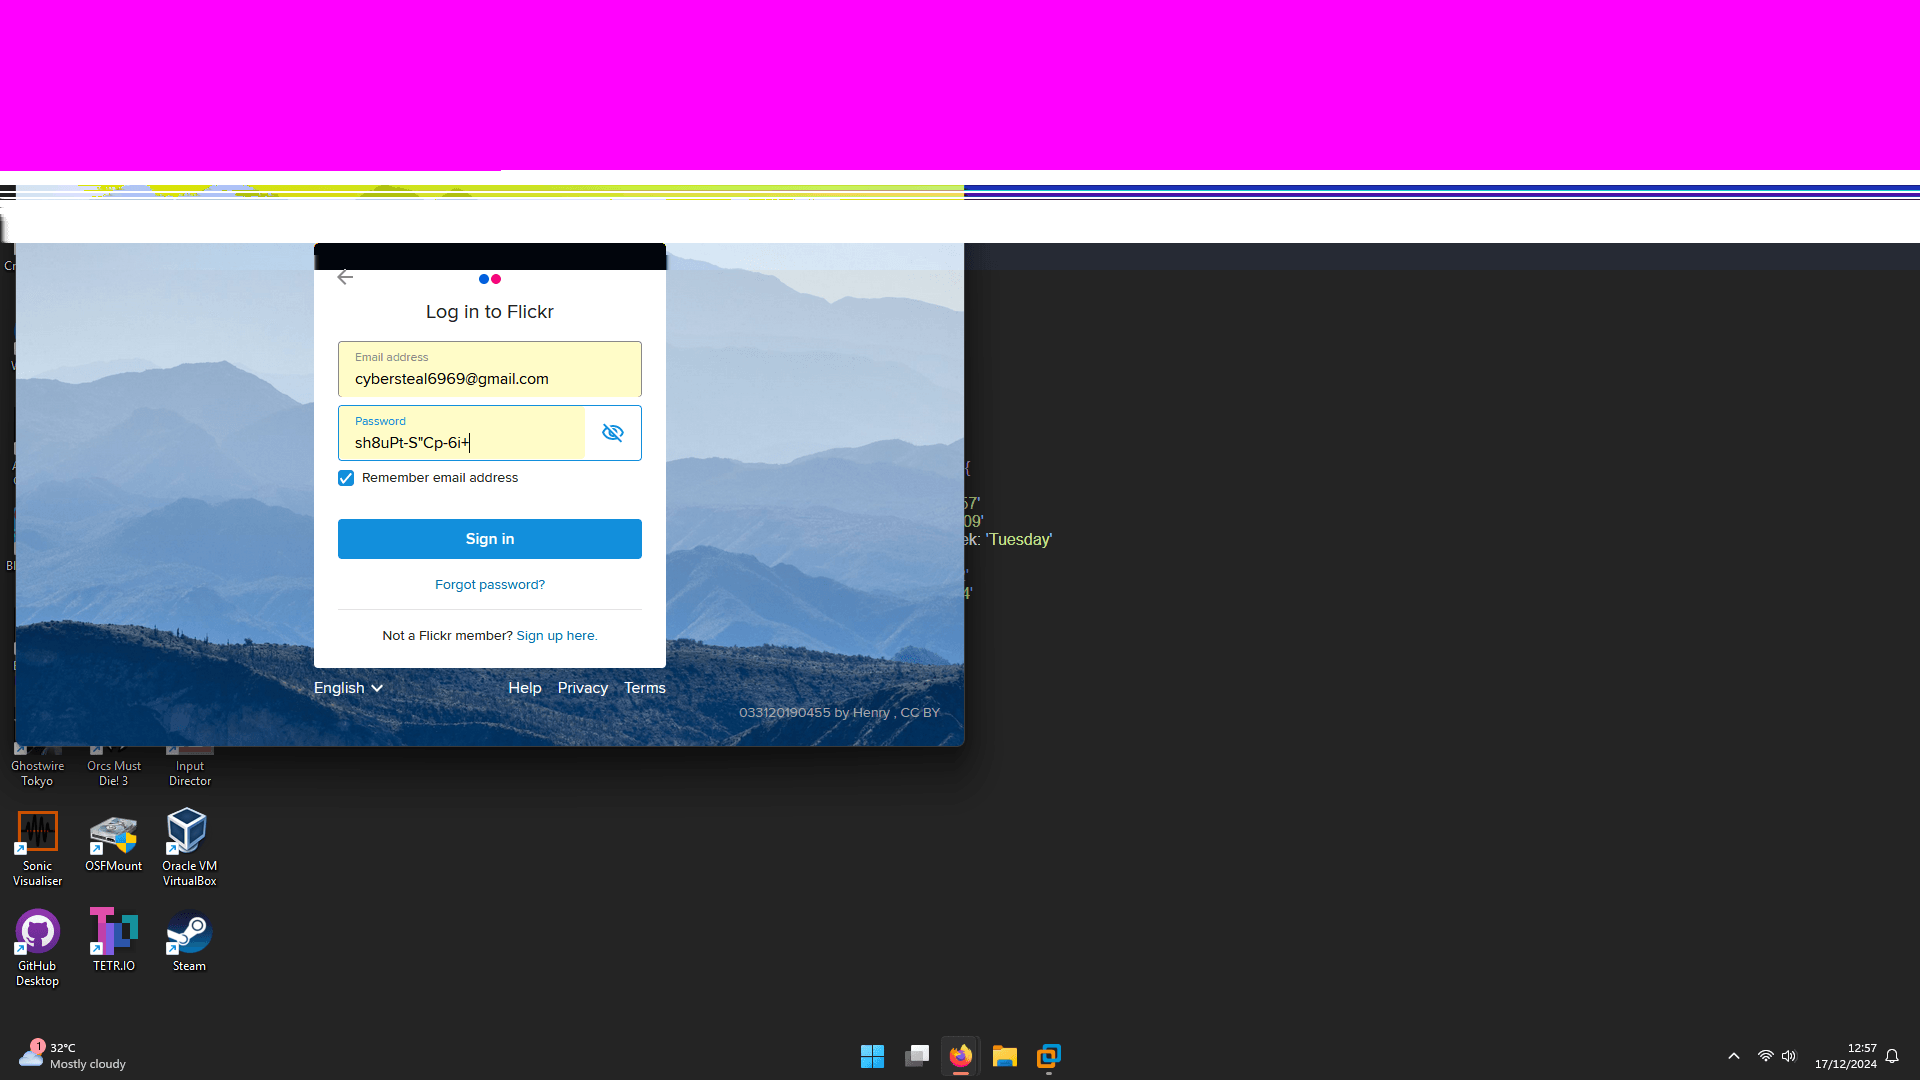 Log in to Flickr
Email address
cybersteal6969@gmail.com
Password
sh8uPt-S"Cp-6i+
Remember email address
Sign in
Forgot password?
Not a Flickr member? Sign up here.
English
Help Privacy Terms
033120190455 by Henry , CC BY
{
57'
09'
ek: 'Tuesday'
4'
Cr
Bl
Ghostwire
Tokyo
Orcs Must
Die! 3
Input
Director
Sonic
Visualiser
OSFMount
Oracle VM
VirtualBox
GitHub
Desktop
TETR.IO
Steam
1
32°C
Mostly cloudy
12:57
17/12/2024